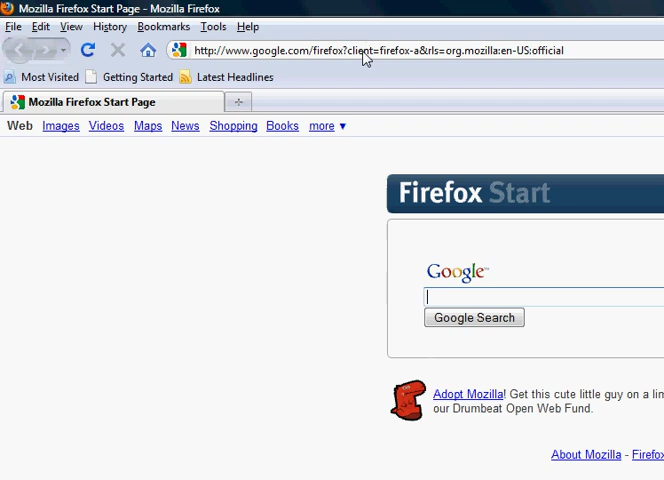 Mozilla Firefox Start Page - Mozilla Firefox
File Edit View History Bookmarks Tools Help
http://www.google.com/firefox?client=firefox-a&rls=org.mozilla:en-US:official
Most Visited Getting Started Latest Headlines
Mozilla Firefox Start Page
Web Images Videos Maps News Shopping Books more ▼
Firefox Start
Google™
Google Search
Adopt Mozilla! Get this cute little guy on a lim
our Drumbeat Open Web Fund.
About Mozilla - Firefox